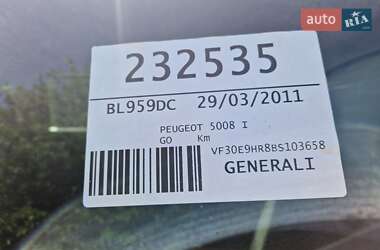 auto RIA
232535
BL959DC 29/03/2011
PEUGEOT 5008 I
GO Km
VF30E9HR8BS103658
GENERALI